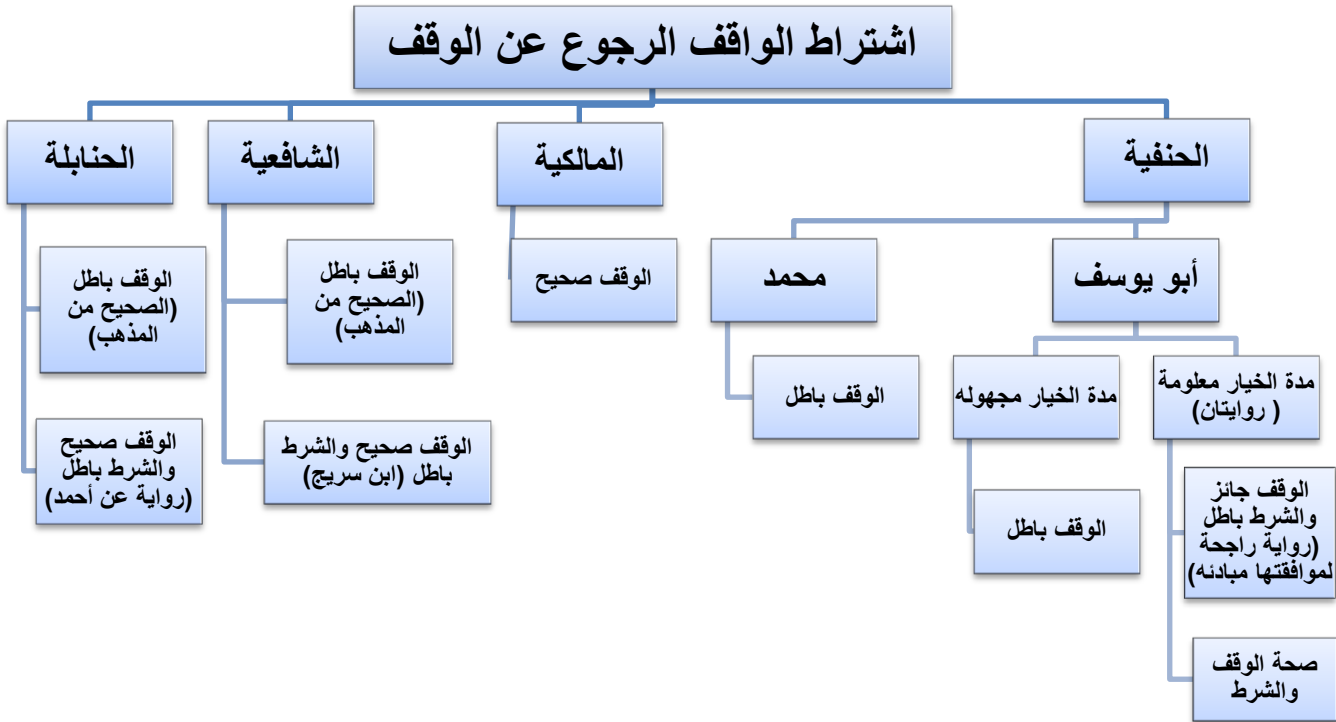 اشتراط الواقف الرجوع عن الوقف
الحنفية
المالكية
الشافعية
الحنابلة
أبو يوسف
محمد
الوقف صحيح
الوقف باطل
(الصحيح من
المذهب)
الوقف باطل
(الصحيح من
المذهب)
مدة الخيار معلومة
( روايتان)
مدة الخيار مجهوله
الوقف باطل
الوقف صحيح والشرط
باطل (ابن سريج)
الوقف صحيح
والشرط باطل
(رواية عن أحمد)
الوقف جائز
والشرط باطل
(رواية راجحة
لموافقتها مبادئه)
الوقف باطل
صحة الوقف
والشرط